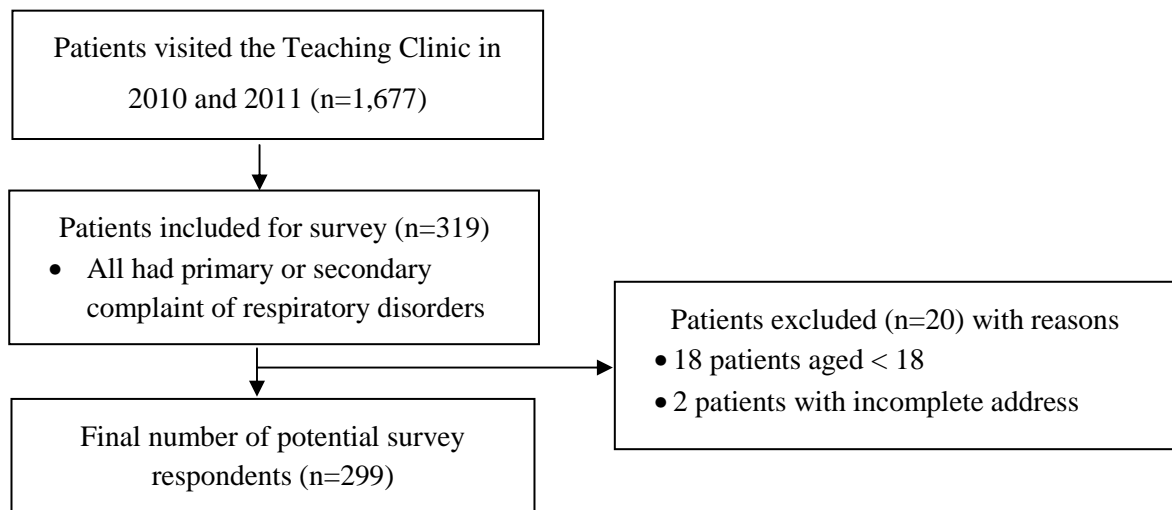 Patients visited the Teaching Clinic in
2010 and 2011 (n=1,677)
Patients included for survey (n=319)
• All had primary or secondary
complaint of respiratory disorders
Patients excluded (n=20) with reasons
• 18 patients aged < 18
• 2 patients with incomplete address
Final number of potential survey
respondents (n=299)